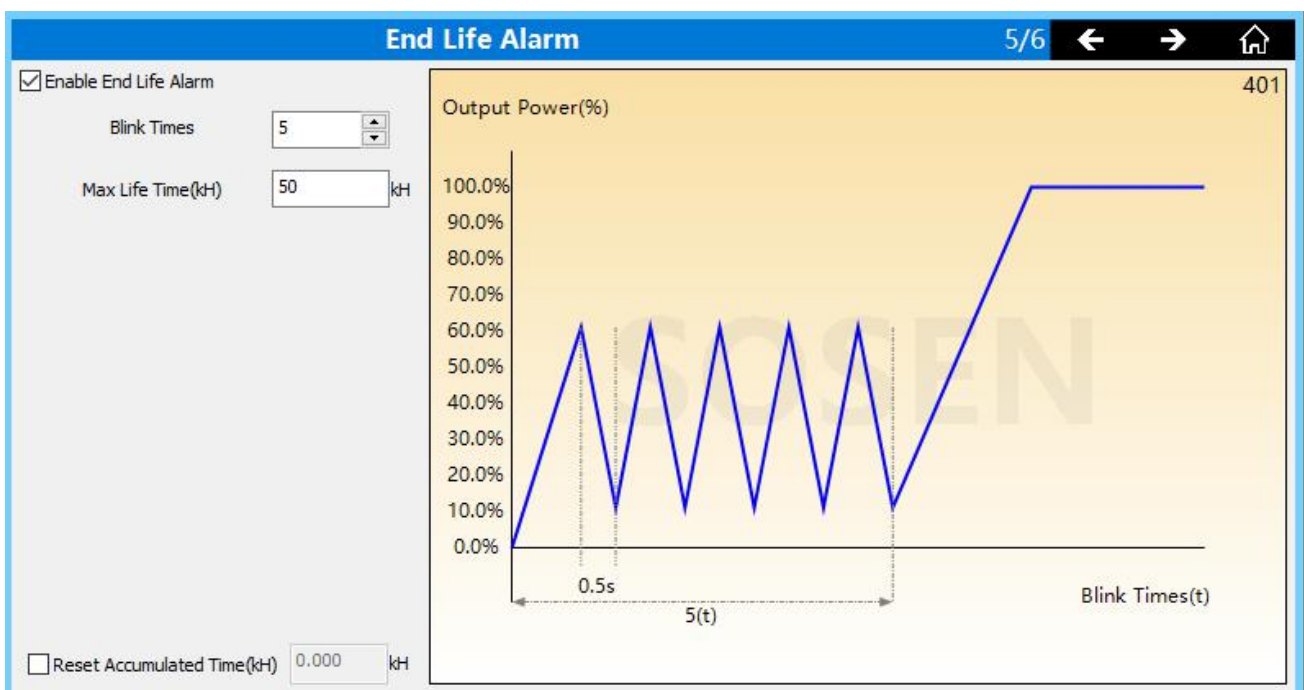 End Life Alarm 5/6
Enable End Life Alarm
Blink Times 5
Max Life Time(kH) 50 kH
Reset Accumulated Time(kH) 0.000 kH
401
Output Power(%)
100.0%
90.0%
80.0%
70.0%
60.0%
50.0%
40.0%
30.0%
20.0%
10.0%
0.0%
SOSEN
0.5s
5(t)
Blink Times(t)